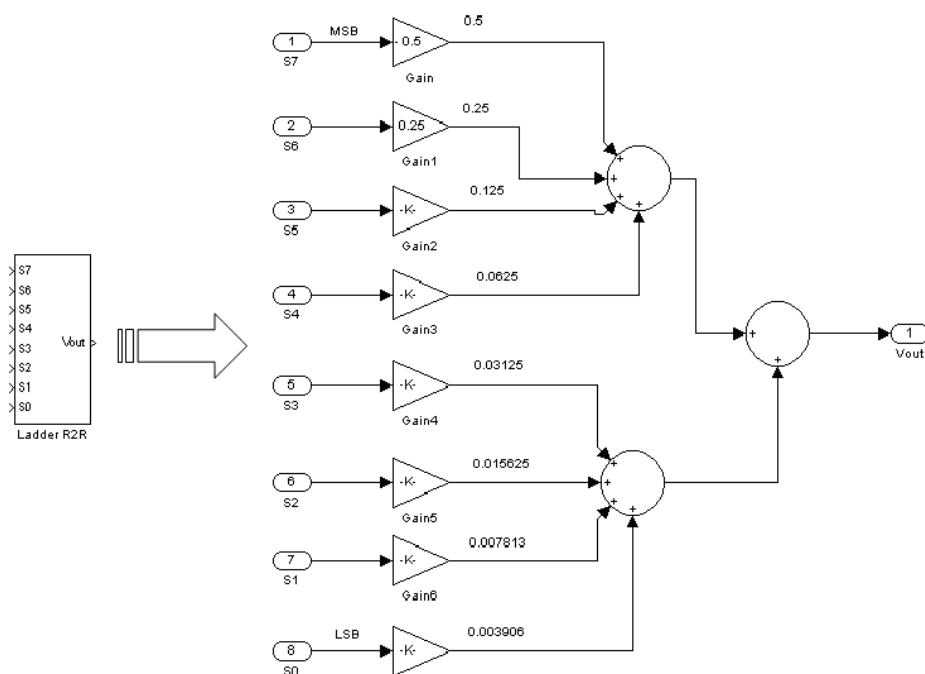 S7
S6
S5
S4
S3
S2
S1
S0
Vout
Ladder R2R
1
MSB
0.5
0.5
S7
Gain
2
0.25
0.25
S6
Gain1
3
-K-
0.125
S5
Gain2
4
-K-
0.0625
S4
Gain3
5
-K-
0.03125
S3
Gain4
6
-K-
0.015625
S2
Gain5
7
-K-
0.007813
S1
Gain6
8
LSB
-K-
0.003906
S0
+
+
+
+
+
+
+
+
+
+
1
Vout